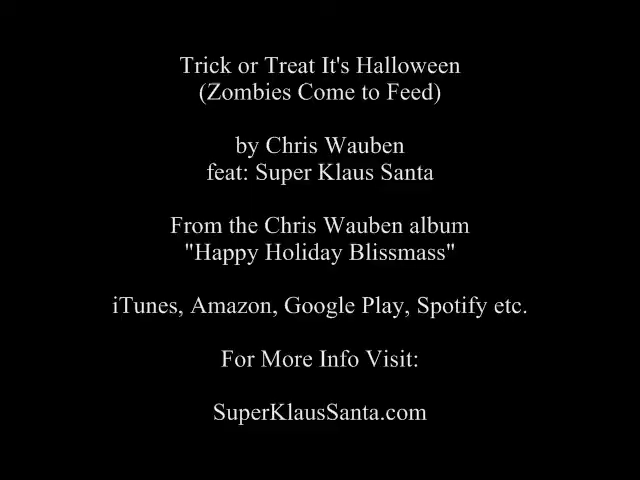 Trick or Treat It's Halloween
(Zombies Come to Feed)
by Chris Wauben
feat: Super Klaus Santa
From the Chris Wauben album
"Happy Holiday Blissmass"
iTunes, Amazon, Google Play, Spotify etc.
For More Info Visit:
SuperKlausSanta.com